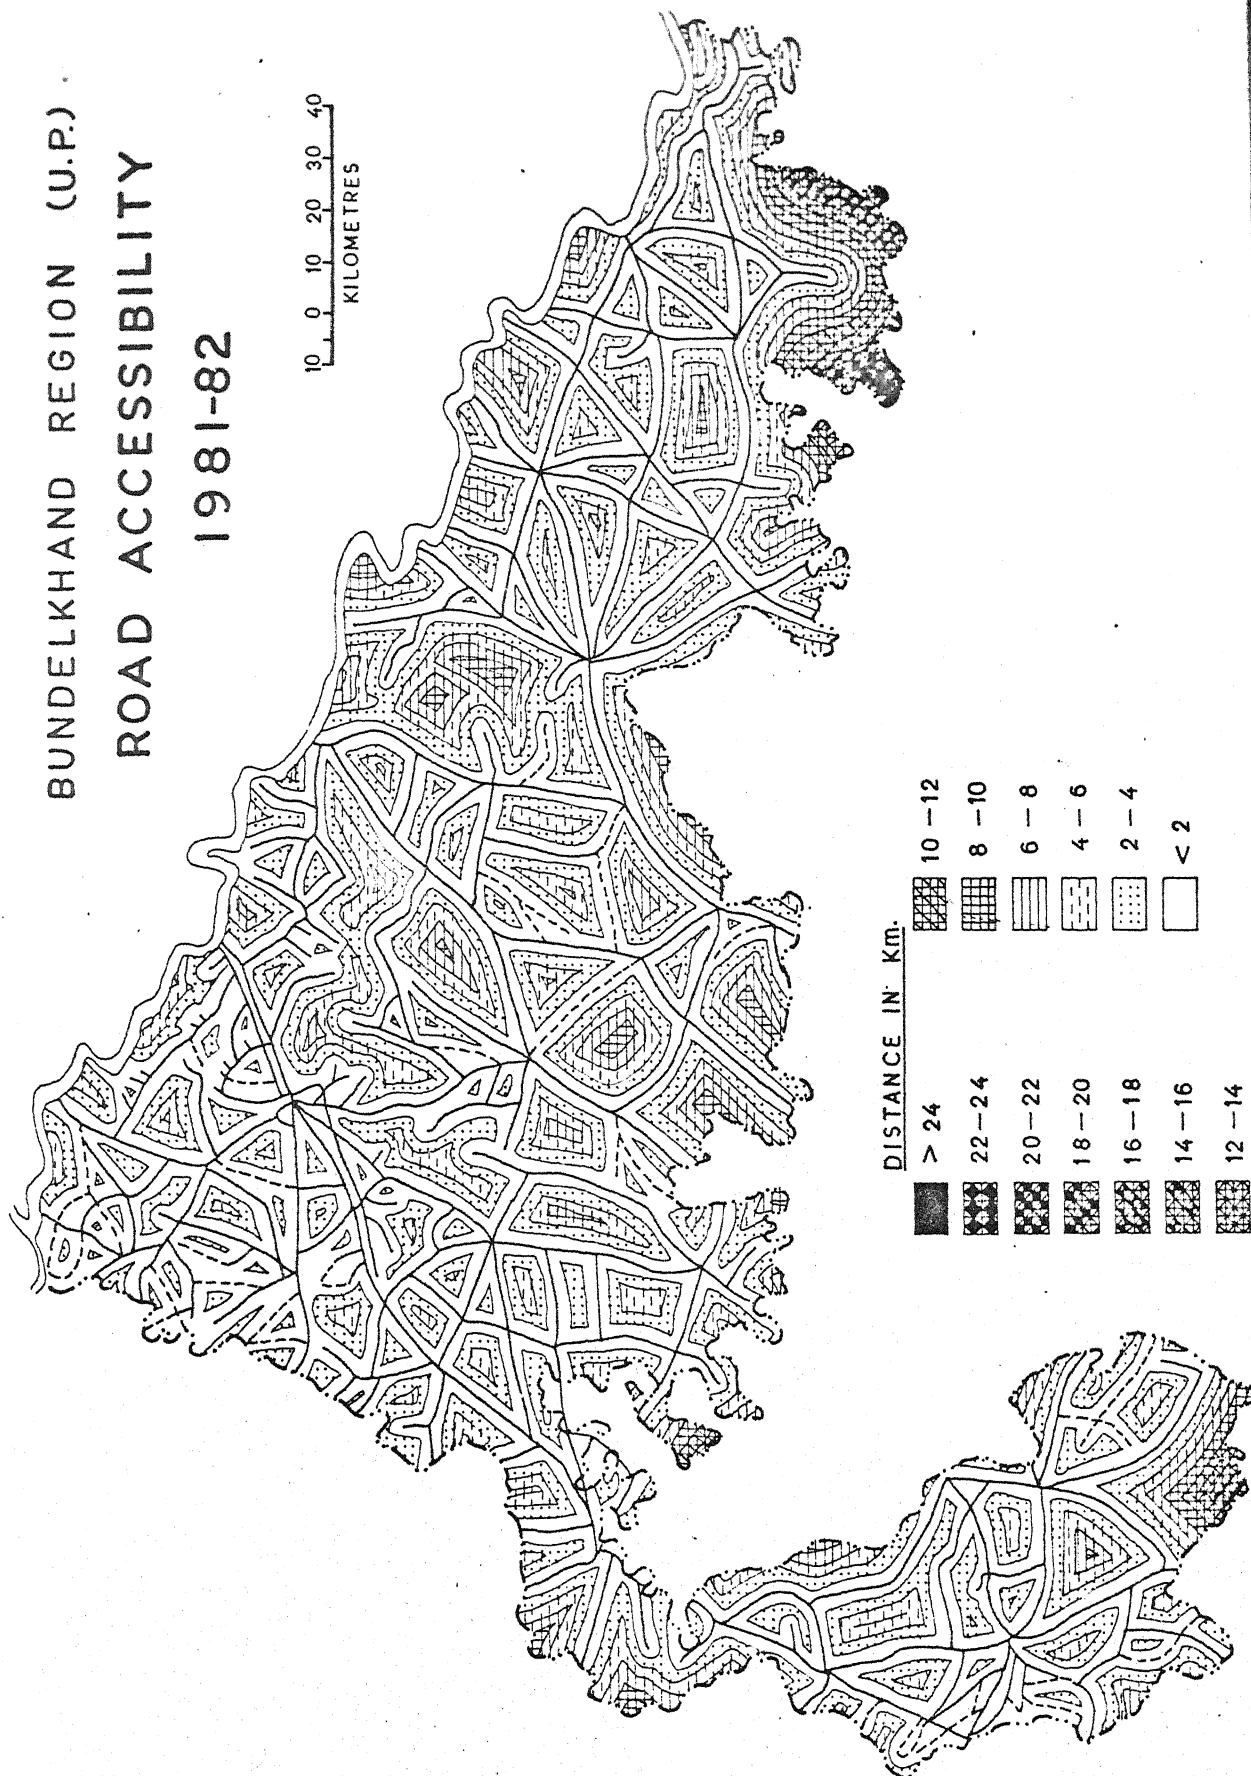 BUNDELKHAND REGION (U.P.)
ROAD ACCESSIBILITY
1981-82
10 0 10 20 30 40
KILOMETRES
DISTANCE IN Km.
> 24
22-24
20-22
18-20
16-18
14-16
12-14
10-12
8-10
6-8
4-6
2-4
< 2